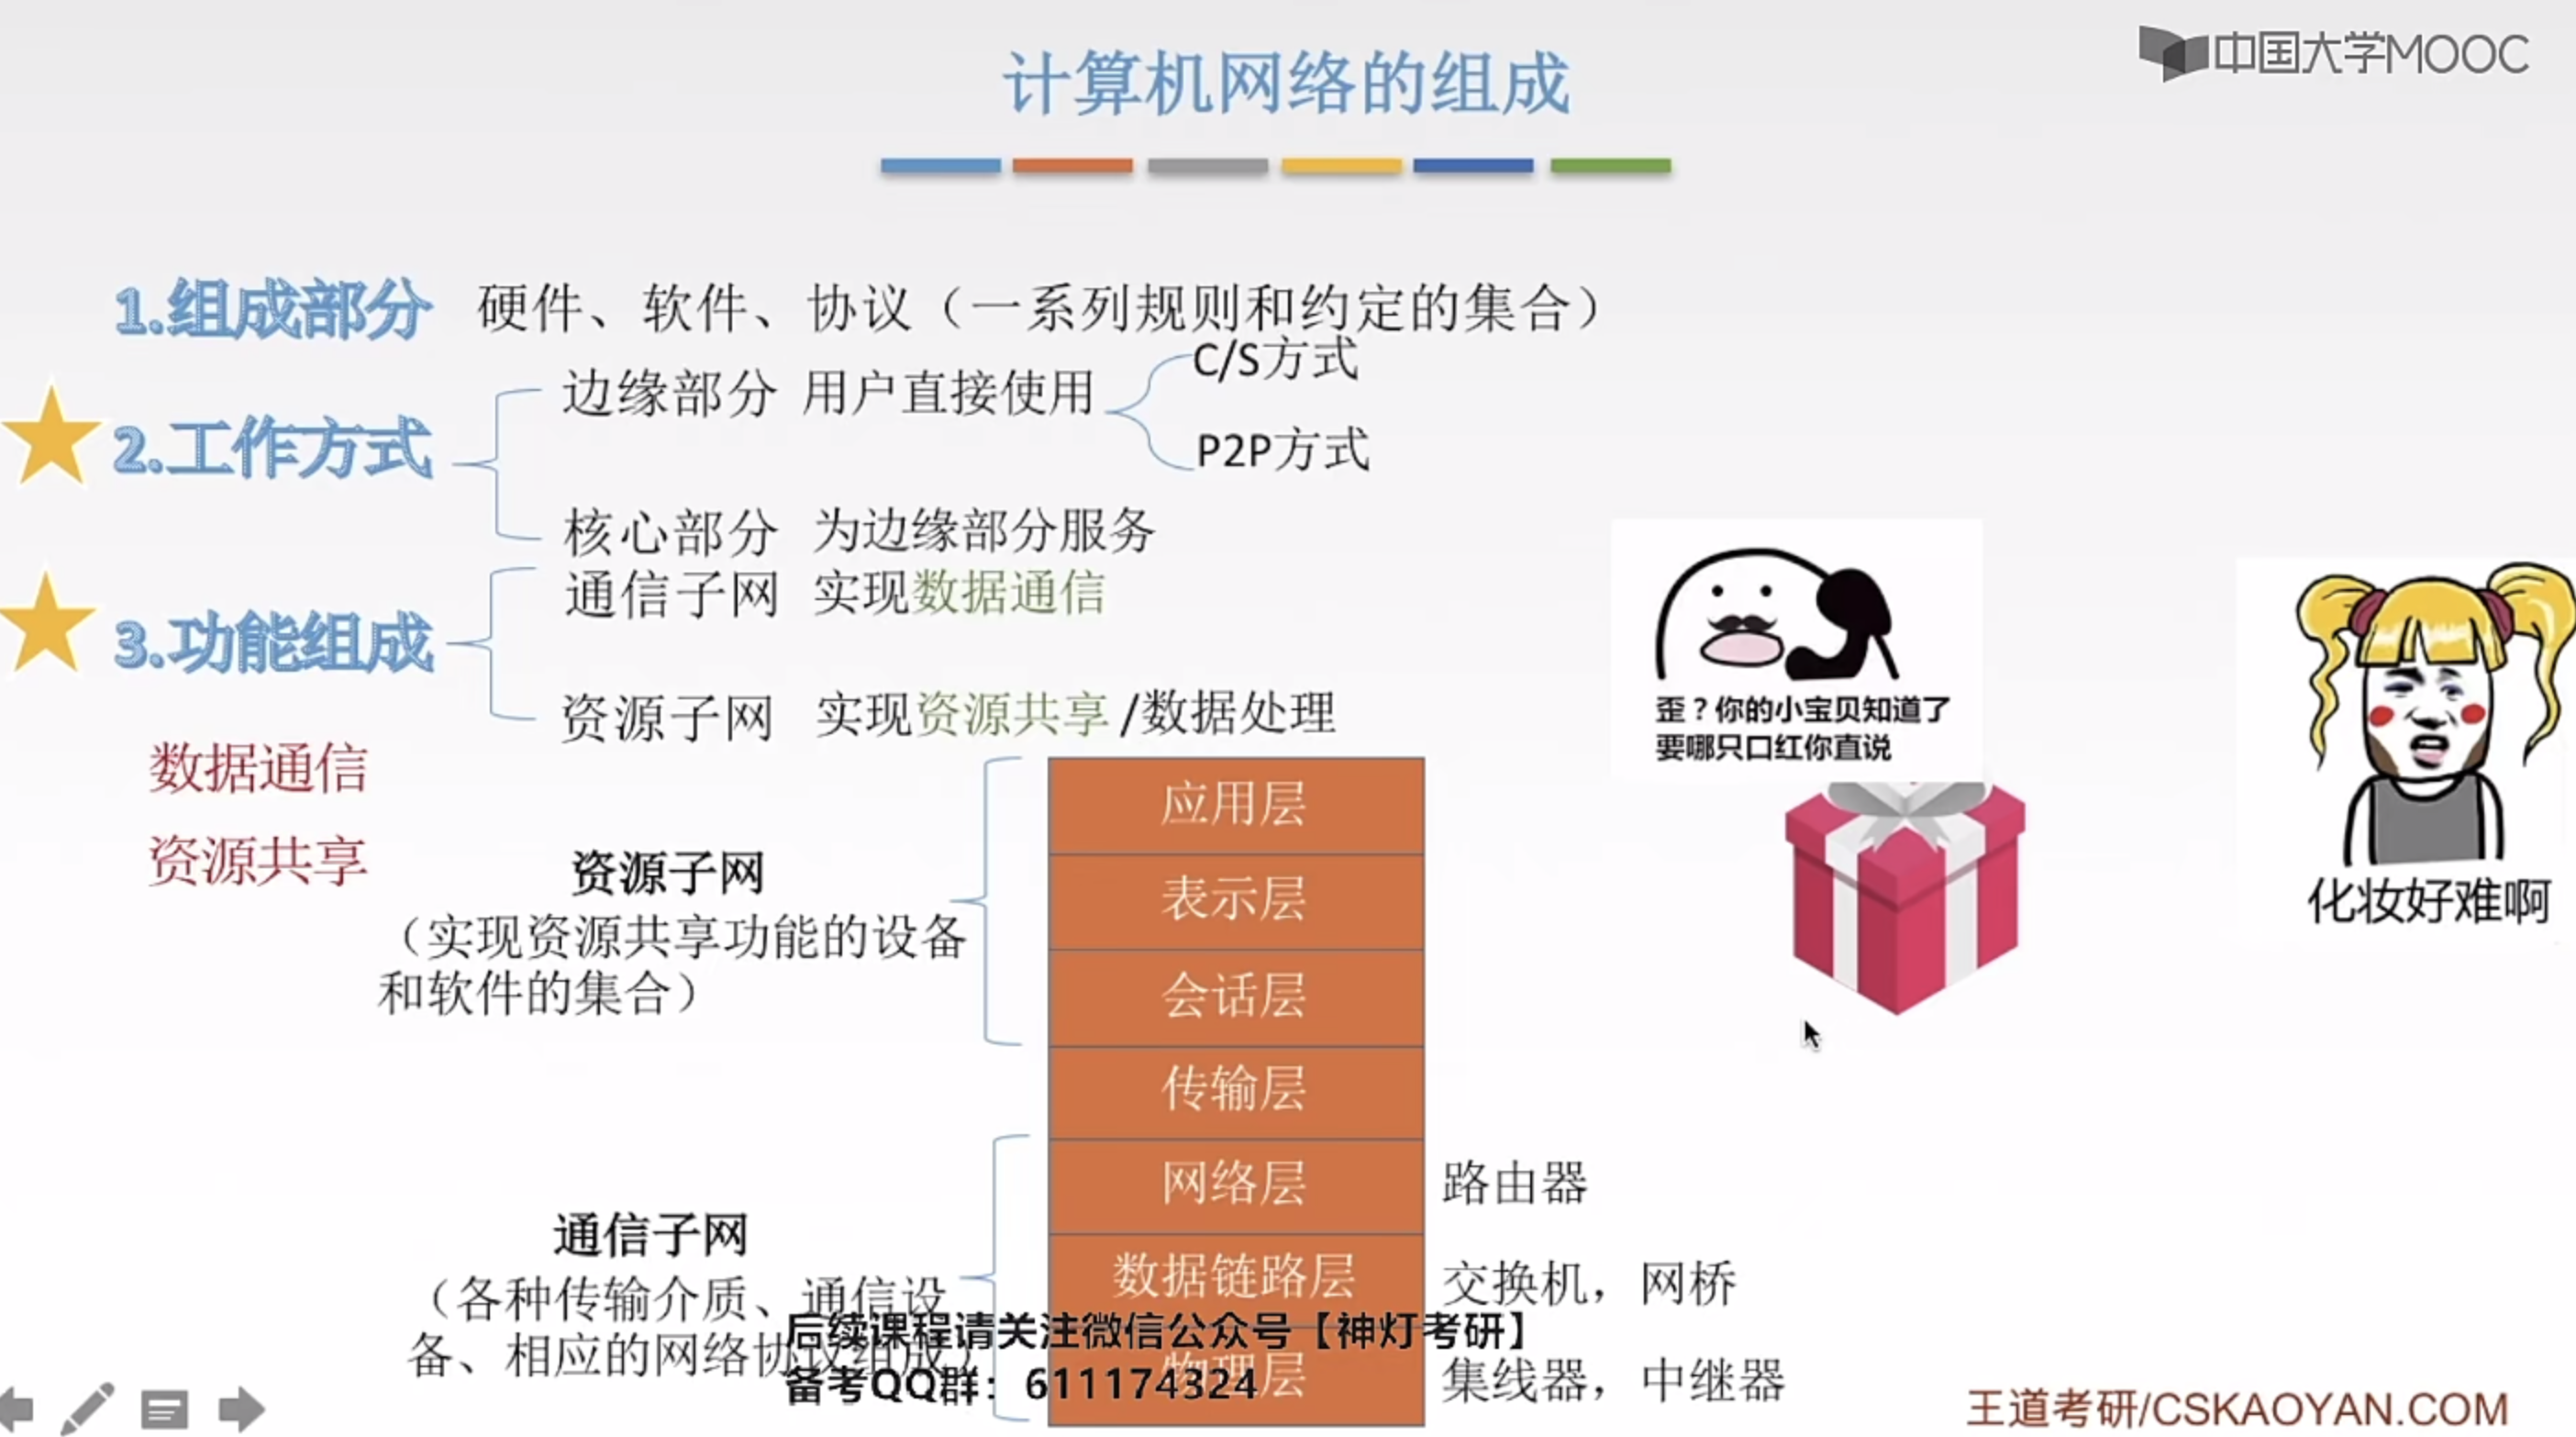 中国大学MOOC
计算机网络的组成
1.组成部分 硬件、软件、协议（一系列规则和约定的集合）
C/S方式
边缘部分 用户直接使用
2.工作方式
P2P方式
核心部分 为边缘部分服务
通信子网 实现数据通信
3.功能组成
资源子网 实现资源共享/数据处理
歪？你的小宝贝知道了
要哪只口红你直说
化妆好难啊
数据通信
资源共享
资源子网
（实现资源共享功能的设备
和软件的集合）
应用层
表示层
会话层
传输层
网络层 路由器
通信子网
数据链路层 交换机，网桥
（各种传输介质、通信设
备、相应的网络协议组成）
物理层 集线器，中继器
后续课程请关注微信公众号【神灯考研】
备考QQ群：611174324
王道考研/CSKAOYAN.COM